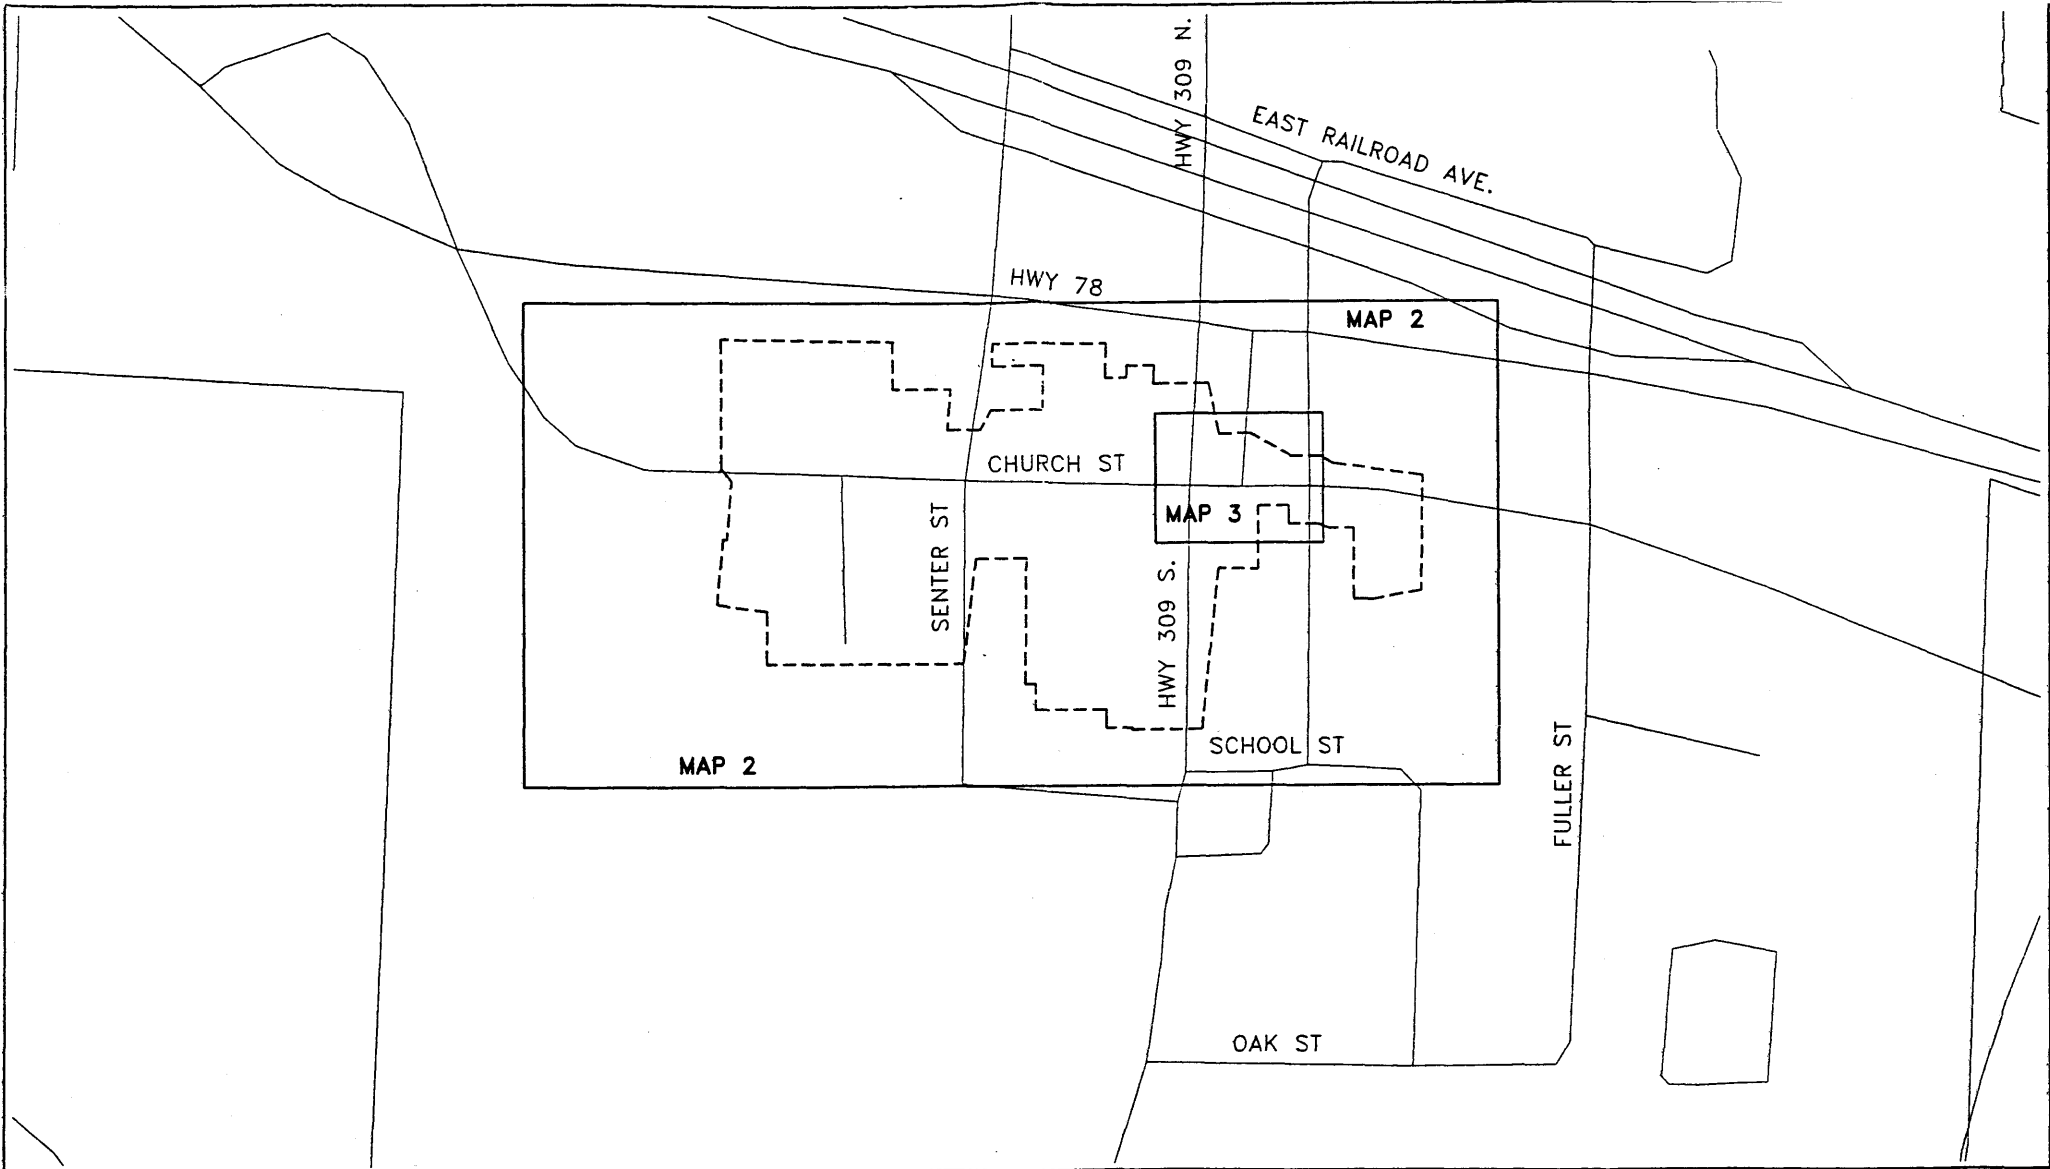 HWY 309 N.
EAST RAILROAD AVE.
HWY 78
MAP 2
CHURCH ST
MAP 3
SENTER ST
HWY 309 S.
SCHOOL ST
MAP 2
FULLER ST
OAK ST